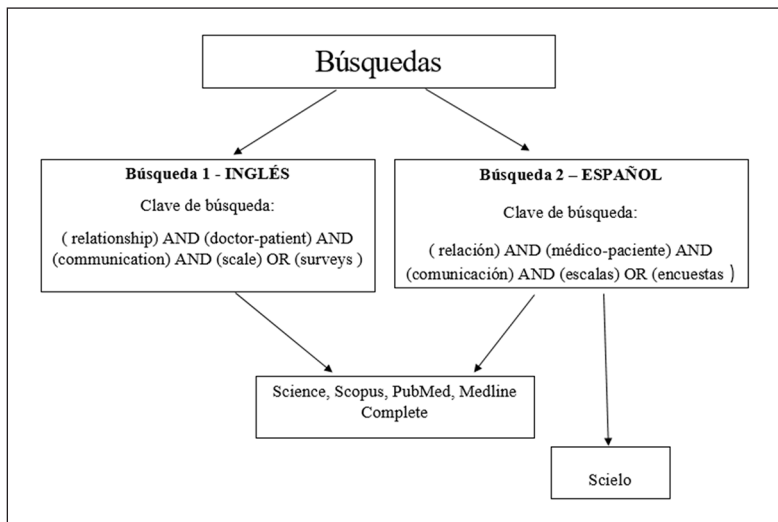 Búsquedas
Búsqueda 1 - INGLÉS
Clave de búsqueda:
( relationship) AND (doctor-patient) AND
(communication) AND (scale) OR (surveys )
Búsqueda 2 – ESPAÑOL
Clave de búsqueda:
( relación) AND (médico-paciente) AND
(comunicación) AND (escalas) OR (encuestas )
Science, Scopus, PubMed, Medline
Complete
Scielo